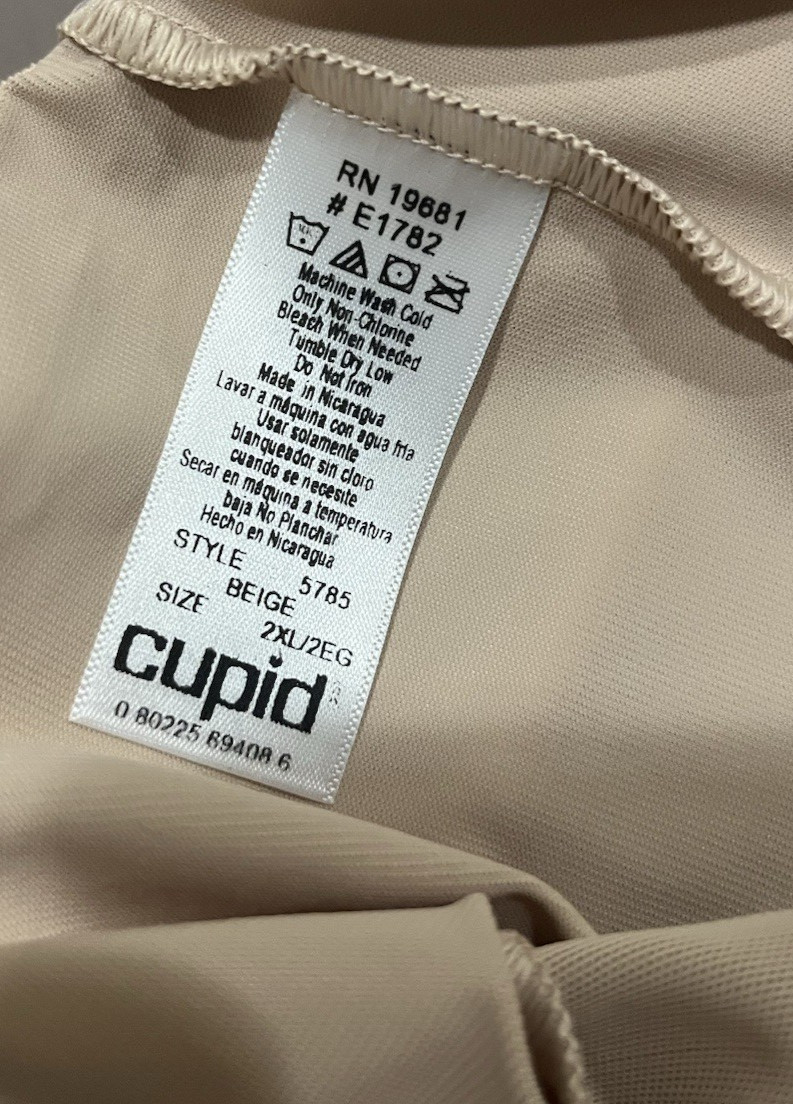 RN 19681
# E1782
Machine Wash Cold
Only Non-Chlorine
Bleach When Needed
Tumble Dry Low
Do Not Iron
Made in Nicaragua
Lavar a máquina con agua fria
Usar solamente
blanqueador sin cloro
cuando se necesite
Secar en máquina a temperatura
baja No Planchar
Hecho en Nicaragua
STYLE 5785
BEIGE
SIZE 2XL/2EG
cupid
0 80225 69408 6